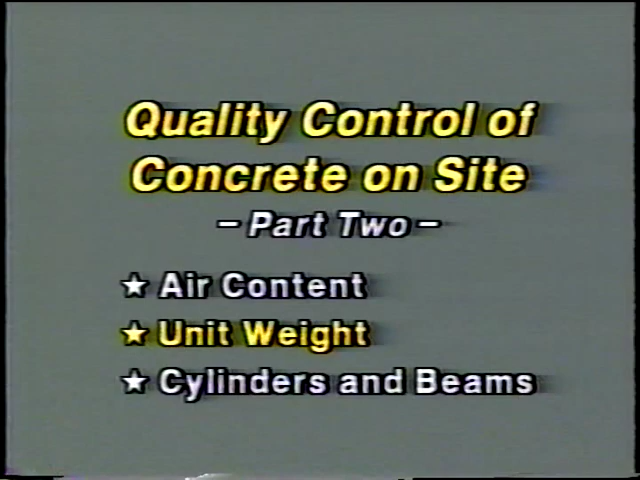 Quality Control of
Concrete on Site
– Part Two –
★ Air Content
★ Unit Weight
★ Cylinders and Beams